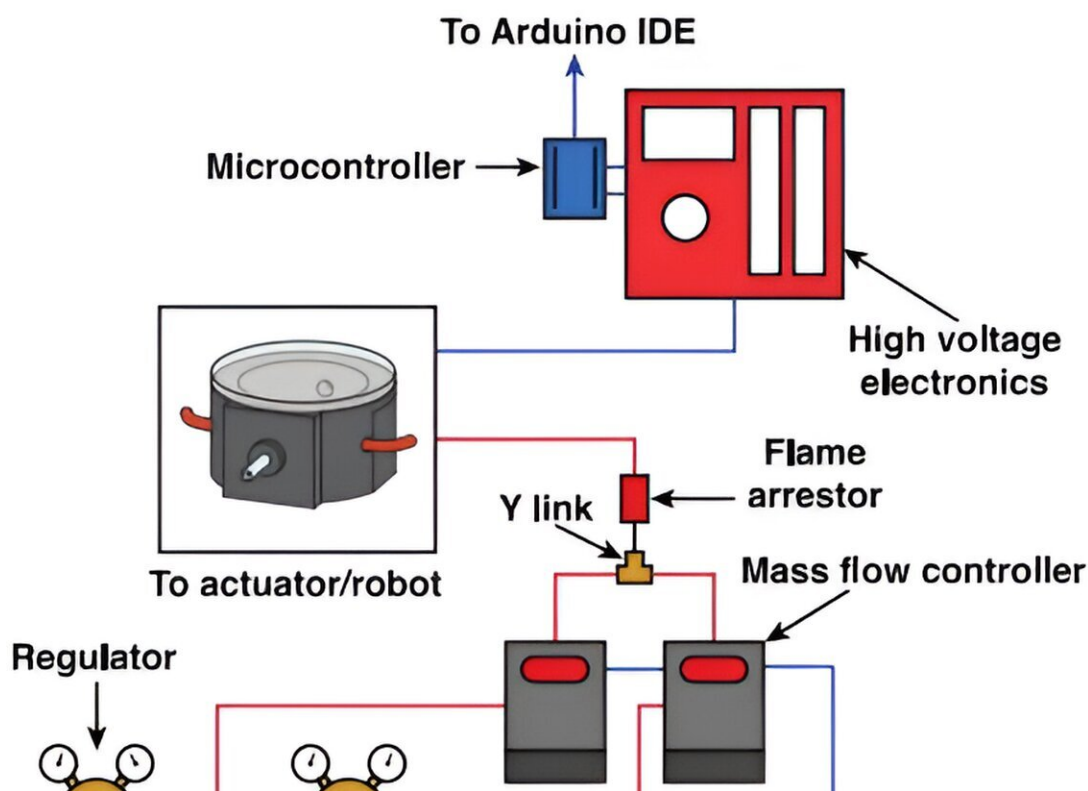 To Arduino IDE
Microcontroller
High voltage
electronics
Flame
arrestor
Y link
To actuator/robot
Mass flow controller
Regulator